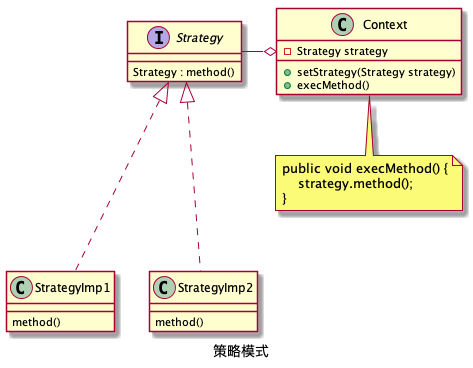 I Strategy
Strategy : method()
C Context
Strategy strategy
setStrategy(Strategy strategy)
execMethod()
public void execMethod() {
strategy.method();
}
C StrategyImp1
method()
C StrategyImp2
method()
策略模式